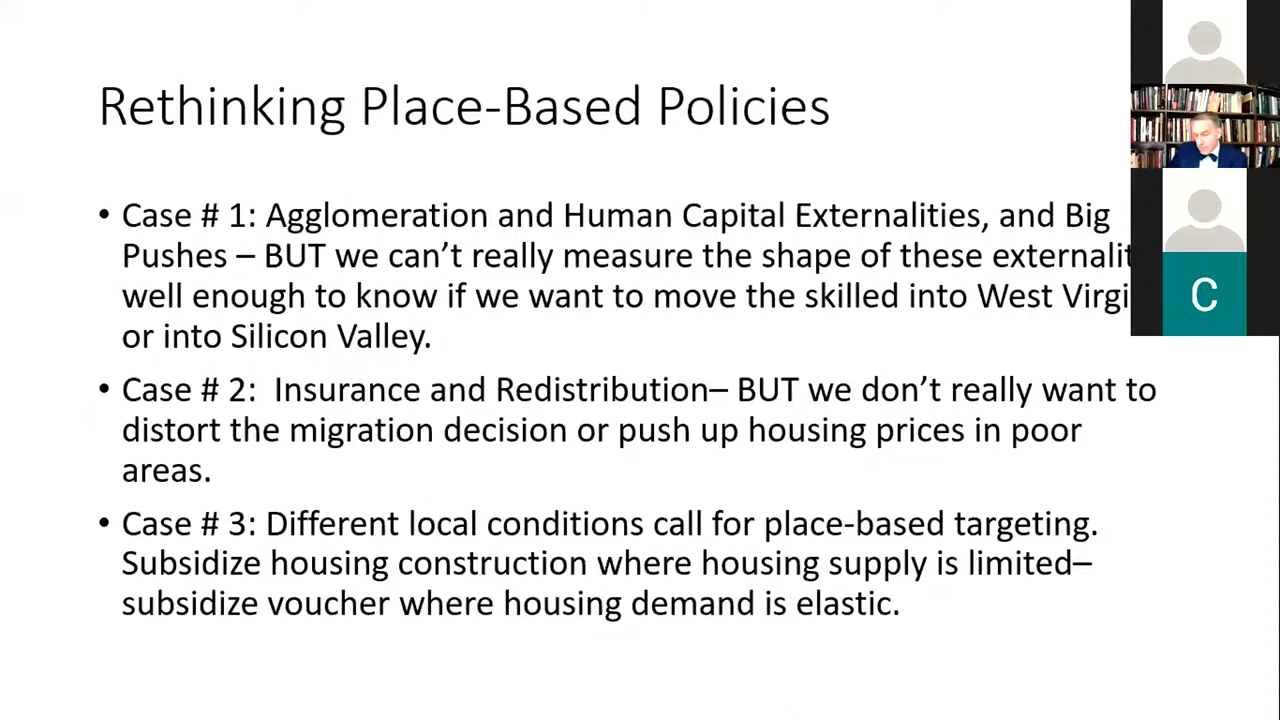 Rethinking Place-Based Policies
• Case # 1: Agglomeration and Human Capital Externalities, and Big
Pushes – BUT we can’t really measure the shape of these externalit
well enough to know if we want to move the skilled into West Virgi
or into Silicon Valley.
• Case # 2:  Insurance and Redistribution– BUT we don’t really want to
distort the migration decision or push up housing prices in poor
areas.
• Case # 3: Different local conditions call for place-based targeting.
Subsidize housing construction where housing supply is limited–
subsidize voucher where housing demand is elastic.
C